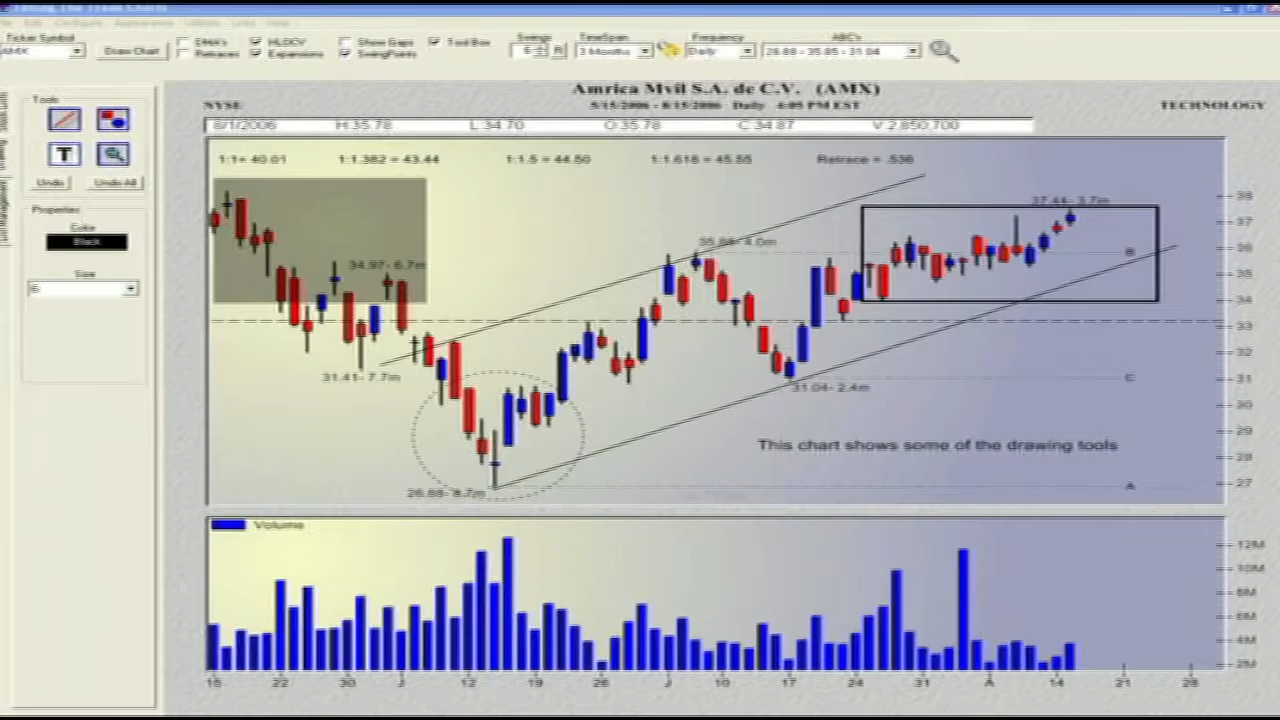 Ticker Symbol
AMX
Draw Chart
DMA's
Retraces
HLOCV
Expansions
Show Gaps
SwingPoints
Tool Box
Swings
6
R
TimeSpan
3 Months
Frequency
Daily
ABC's
26.88 - 35.85 - 31.04
Tools
T
Undo
Undo All
Properties
Color
Black
Size
6
Amrica Mvil S.A. de C.V. (AMX)
NYSE
5/15/2006 - 8/15/2006 Daily 4:05 PM EST
TECHNOLOGY
8/1/2006 H:35.78 L:34.70 O:35.78 C:34.87 V:2,850,700
1:1= 40.01 1:1.382 = 43.44 1:1.5 = 44.50 1:1.618 = 45.55 Retrace = .536
37.44- 3.7m
34.97- 6.7m
31.41- 7.7m
31.04- 2.4m
26.88- 8.7m
B
C
A
This chart shows some of the drawing tools
38
37
36
35
34
33
32
31
30
29
28
27
Volume
12M
10M
8M
6M
4M
2M
15 22 30 J 12 19 26 J 10 17 24 31 A 14 21 28